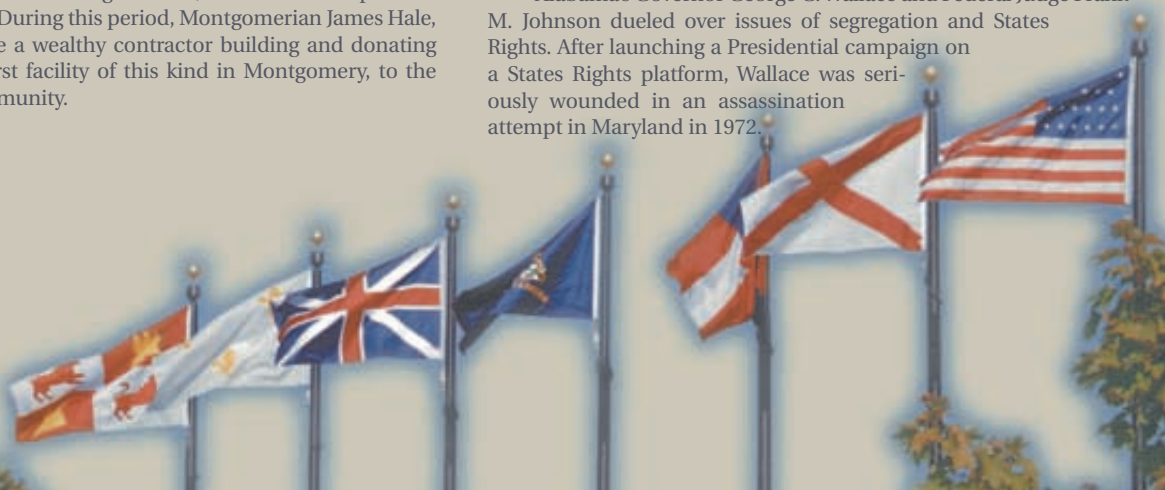 During this period, Montgomerian James Hale,
e a wealthy contractor building and donating
rst facility of this kind in Montgomery, to the
munity.
M. Johnson dueled over issues of segregation and States
Rights. After launching a Presidential campaign on
a States Rights platform, Wallace was seri-
ously wounded in an assassination
attempt in Maryland in 1972.